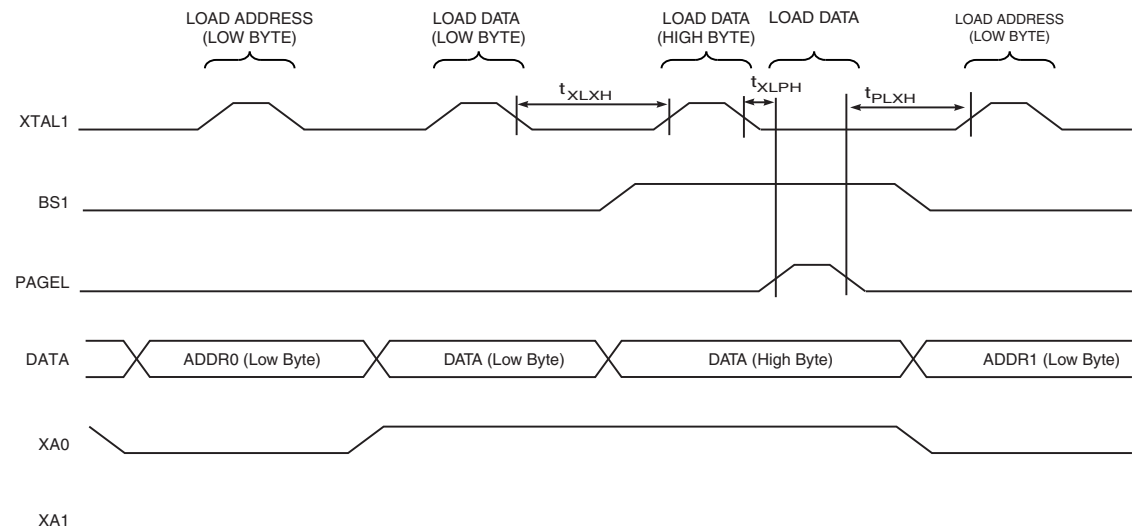 LOAD ADDRESS
(LOW BYTE)
LOAD DATA
(LOW BYTE)
LOAD DATA
(HIGH BYTE)
LOAD DATA
LOAD ADDRESS
(LOW BYTE)
tXLXH
tXLPH
tPLXH
XTAL1
BS1
PAGEL
DATA
ADDR0 (Low Byte)
DATA (Low Byte)
DATA (High Byte)
ADDR1 (Low Byte)
XA0
XA1